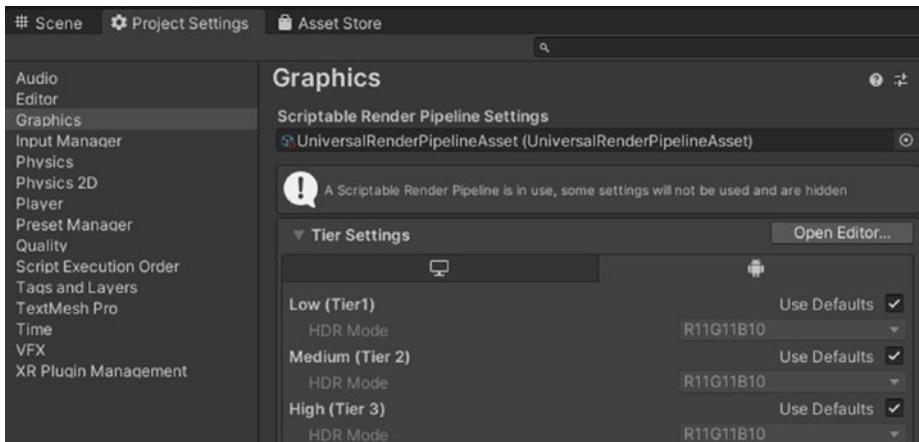 Scene Project Settings Asset Store
Audio
Editor
Graphics
Input Manager
Physics
Physics 2D
Player
Preset Manager
Quality
Script Execution Order
Tags and Layers
TextMesh Pro
Time
VFX
XR Plugin Management
Graphics
Scriptable Render Pipeline Settings
UniversalRenderPipelineAsset (UniversalRenderPipelineAsset)
A Scriptable Render Pipeline is in use, some settings will not be used and are hidden
Tier Settings Open Editor...
Low (Tier1) Use Defaults
HDR Mode R11G11B10
Medium (Tier 2) Use Defaults
HDR Mode R11G11B10
High (Tier 3) Use Defaults
HDR Mode R11G11B10